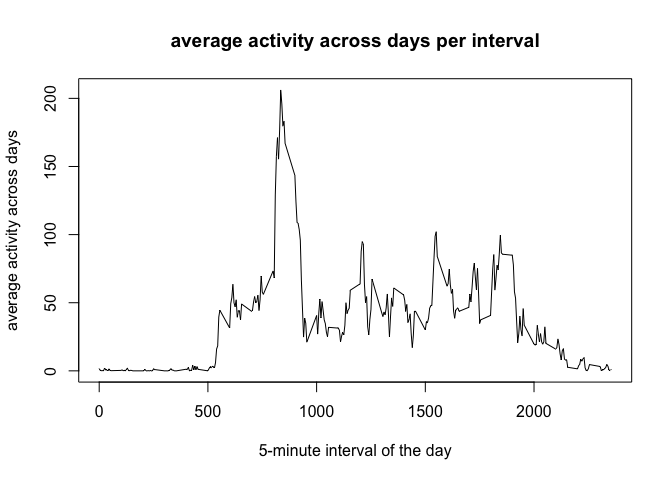 average activity across days per interval
average activity across days
200
150
100
50
0
0 500 1000 1500 2000
5-minute interval of the day